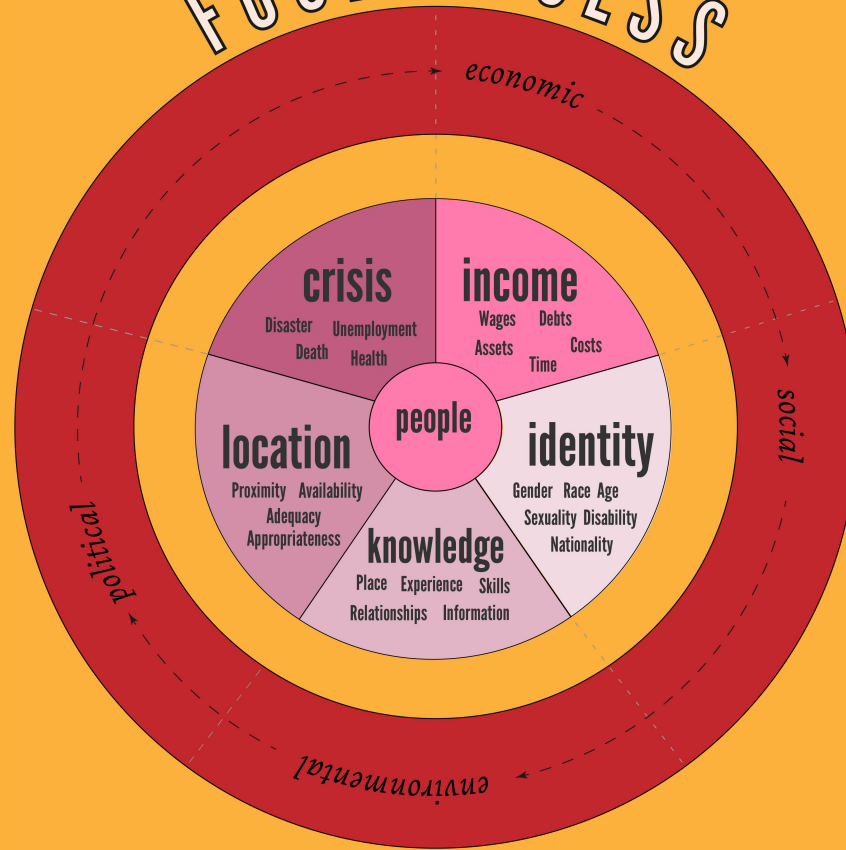 economic
social
environmental
political
crisis
Disaster Unemployment
Death Health
income
Wages Debts
Assets Costs
Time
people
location
Proximity Availability
Adequacy
Appropriateness
identity
Gender Race Age
Sexuality Disability
Nationality
knowledge
Place Experience Skills
Relationships Information